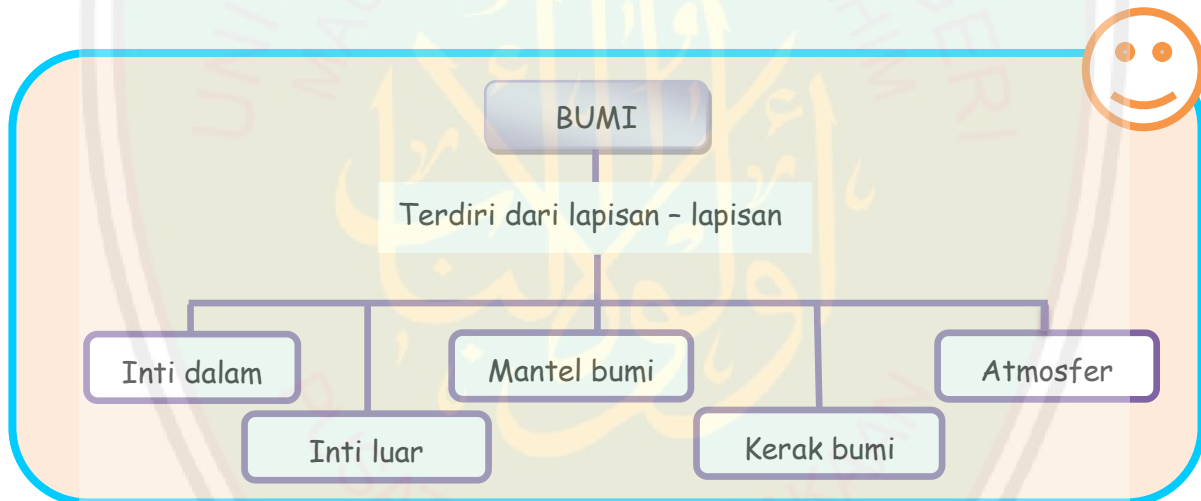 BUMI
Terdiri dari lapisan – lapisan
Inti dalam
Mantel bumi
Atmosfer
Inti luar
Kerak bumi